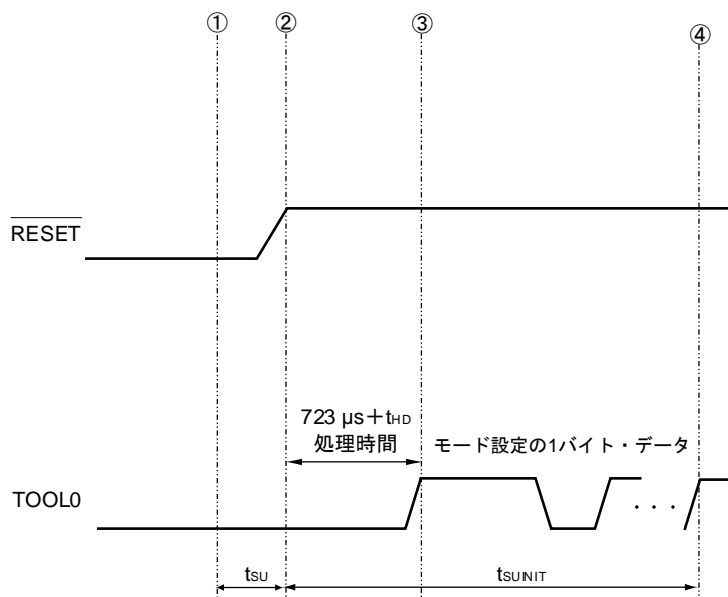 ① ② ③ ④
RESET
723 µs+tHD
処理時間
モード設定の1バイト・データ
TOOL0
. . .
tSU
tSUINIT